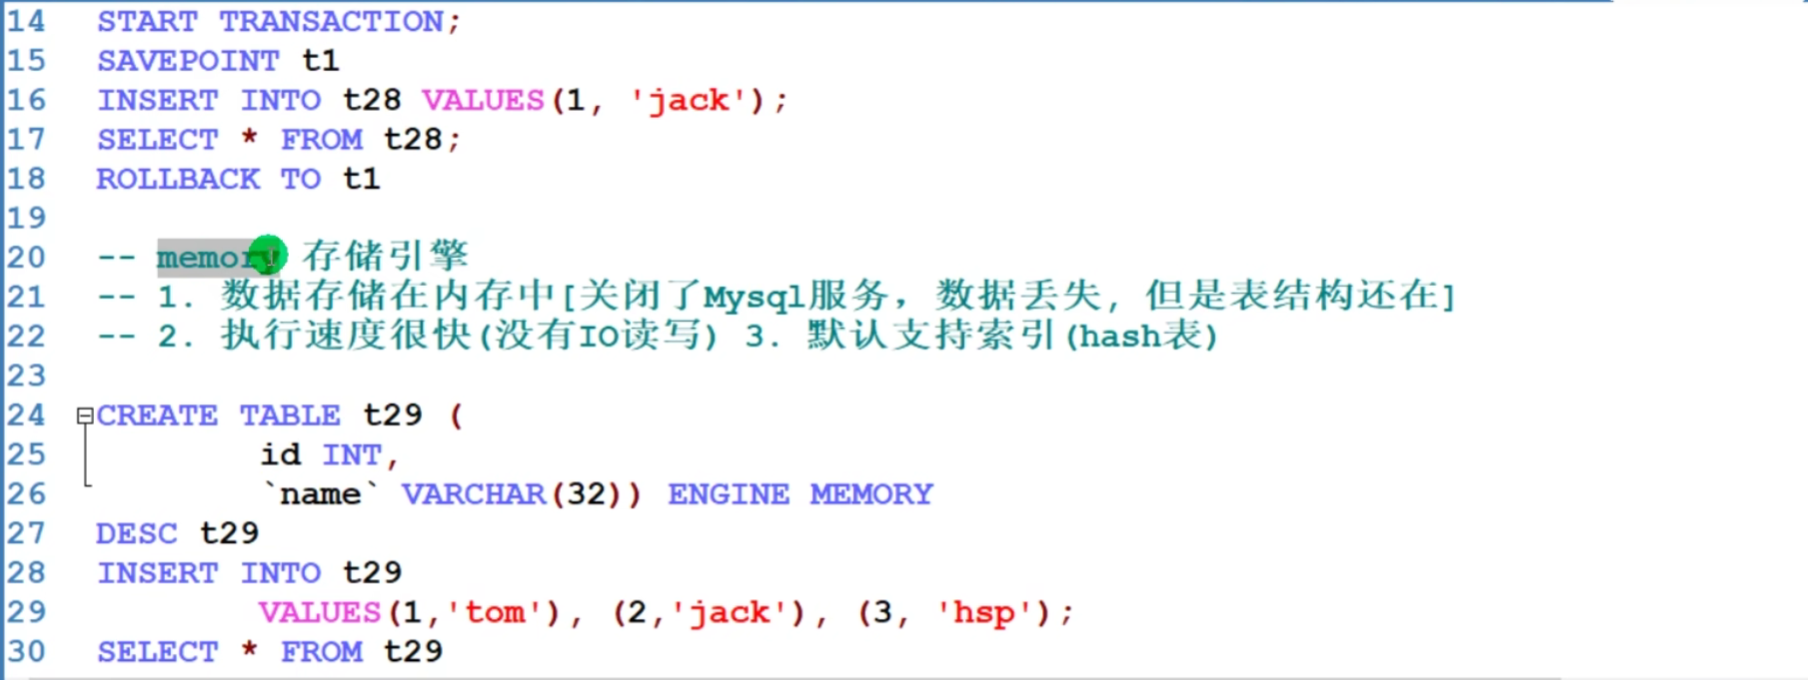 14 START TRANSACTION;
15 SAVEPOINT t1
16 INSERT INTO t28 VALUES(1, 'jack');
17 SELECT * FROM t28;
18 ROLLBACK TO t1
19
20 -- memory 存储引擎
21 -- 1. 数据存储在内存中[关闭了Mysql服务，数据丢失, 但是表结构还在]
22 -- 2. 执行速度很快(没有IO读写) 3. 默认支持索引(hash表)
23
24 CREATE TABLE t29 (
25 id INT,
26 `name` VARCHAR(32)) ENGINE MEMORY
27 DESC t29
28 INSERT INTO t29
29 VALUES(1,'tom'), (2,'jack'), (3, 'hsp');
30 SELECT * FROM t29